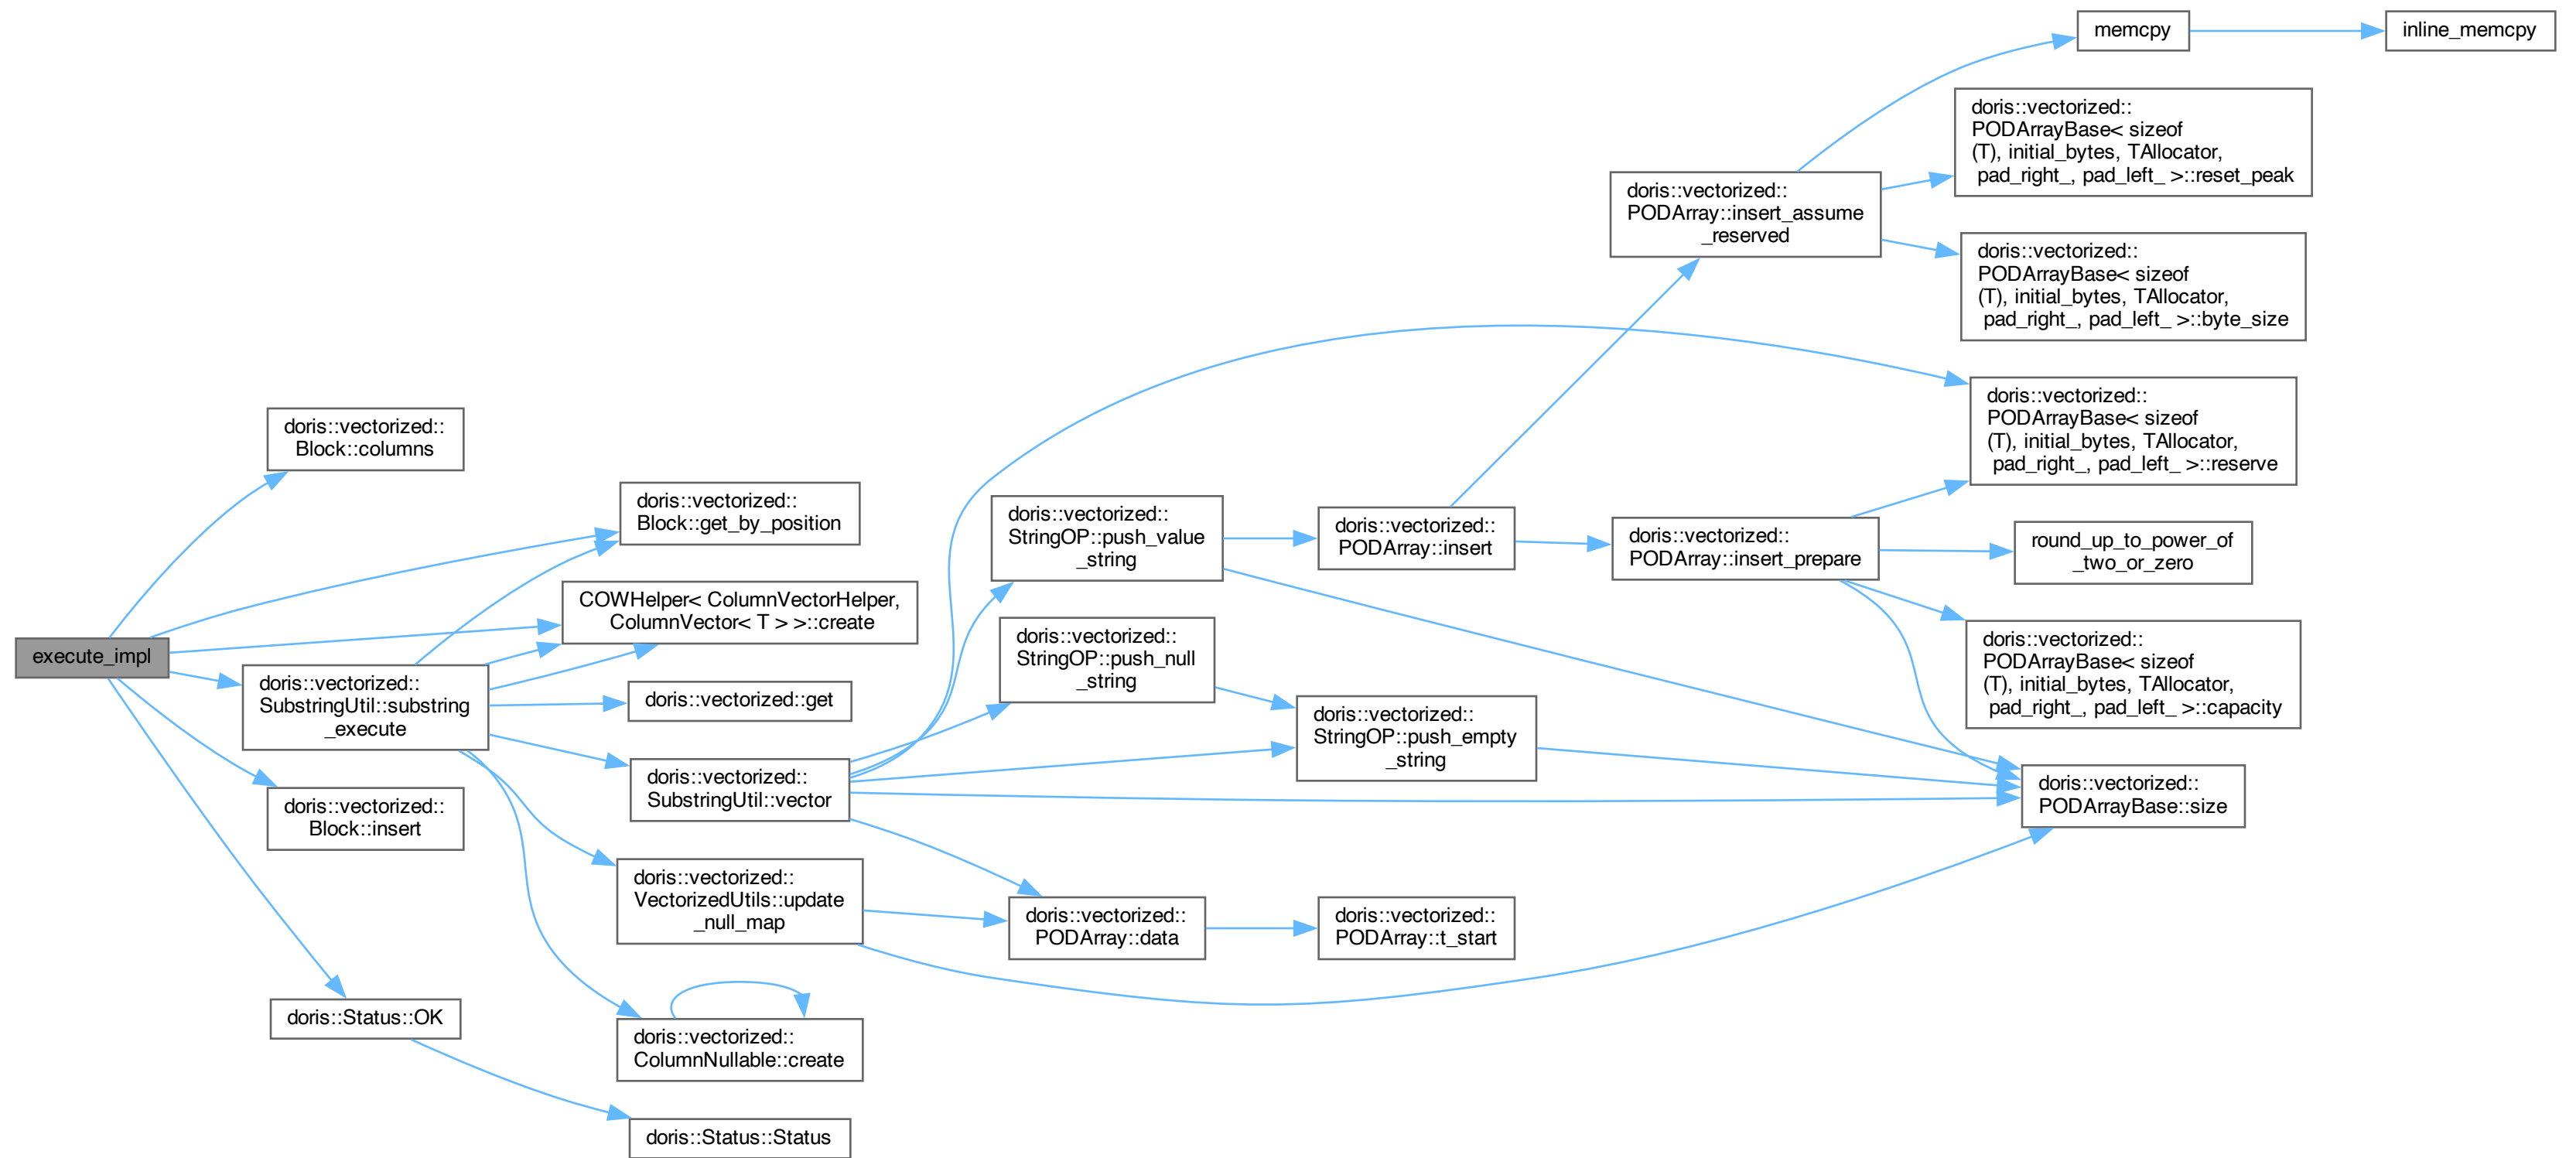 execute_impl
doris::vectorized::
Block::columns
doris::vectorized::
SubstringUtil::substring
_execute
doris::vectorized::
Block::insert
doris::Status::OK
doris::vectorized::
Block::get_by_position
COWHelper< ColumnVectorHelper,
ColumnVector< T > >::create
doris::vectorized::get
doris::vectorized::
SubstringUtil::vector
doris::vectorized::
VectorizedUtils::update
_null_map
doris::vectorized::
ColumnNullable::create
doris::Status::Status
doris::vectorized::
StringOP::push_value
_string
doris::vectorized::
StringOP::push_null
_string
doris::vectorized::
PODArray::data
doris::vectorized::
PODArray::insert
doris::vectorized::
StringOP::push_empty
_string
doris::vectorized::
PODArray::t_start
doris::vectorized::
PODArray::insert_assume
_reserved
doris::vectorized::
PODArray::insert_prepare
memcpy
inline_memcpy
doris::vectorized::
PODArrayBase< sizeof
(T), initial_bytes, TAllocator,
pad_right_, pad_left_ >::reset_peak
doris::vectorized::
PODArrayBase< sizeof
(T), initial_bytes, TAllocator,
pad_right_, pad_left_ >::byte_size
doris::vectorized::
PODArrayBase< sizeof
(T), initial_bytes, TAllocator,
pad_right_, pad_left_ >::reserve
round_up_to_power_of
_two_or_zero
doris::vectorized::
PODArrayBase< sizeof
(T), initial_bytes, TAllocator,
pad_right_, pad_left_ >::capacity
doris::vectorized::
PODArrayBase::size